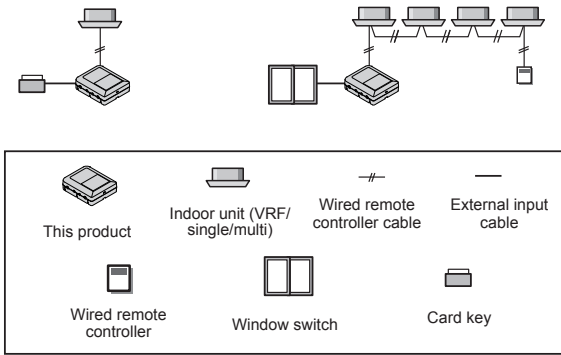 This product
Indoor unit (VRF/
single/multi)
Wired remote
controller cable
External input
cable
Wired remote
controller
Window switch
Card key